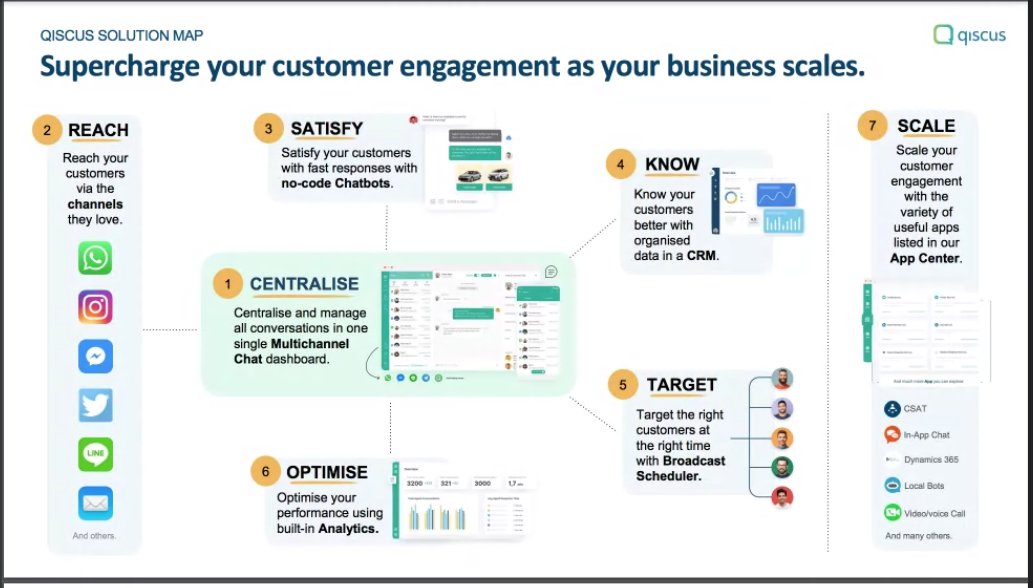 QISCUS SOLUTION MAP
qiscus
Supercharge your customer engagement as your business scales.
2 REACH
Reach your
customers
via the
channels
they love.
LINE
And others.
3 SATISFY
Satisfy your customers
with fast responses with
no-code Chatbots.
1 CENTRALISE
Centralise and manage
all conversations in one
single Multichannel
Chat dashboard.
4 KNOW
Know your
customers
better with
organised
data in a CRM.
5 TARGET
Target the right
customers at
the right time
with Broadcast
Scheduler.
6 OPTIMISE
Optimise your
performance using
built-in Analytics.
3200
321
3000
1,7
7 SCALE
Scale your
customer
engagement
with the
variety of
useful apps
listed in our
App Center.
And much more App you can explore!
CSAT
In-App Chat
Dynamics 365
Local Bots
Video/voice Call
And many others.